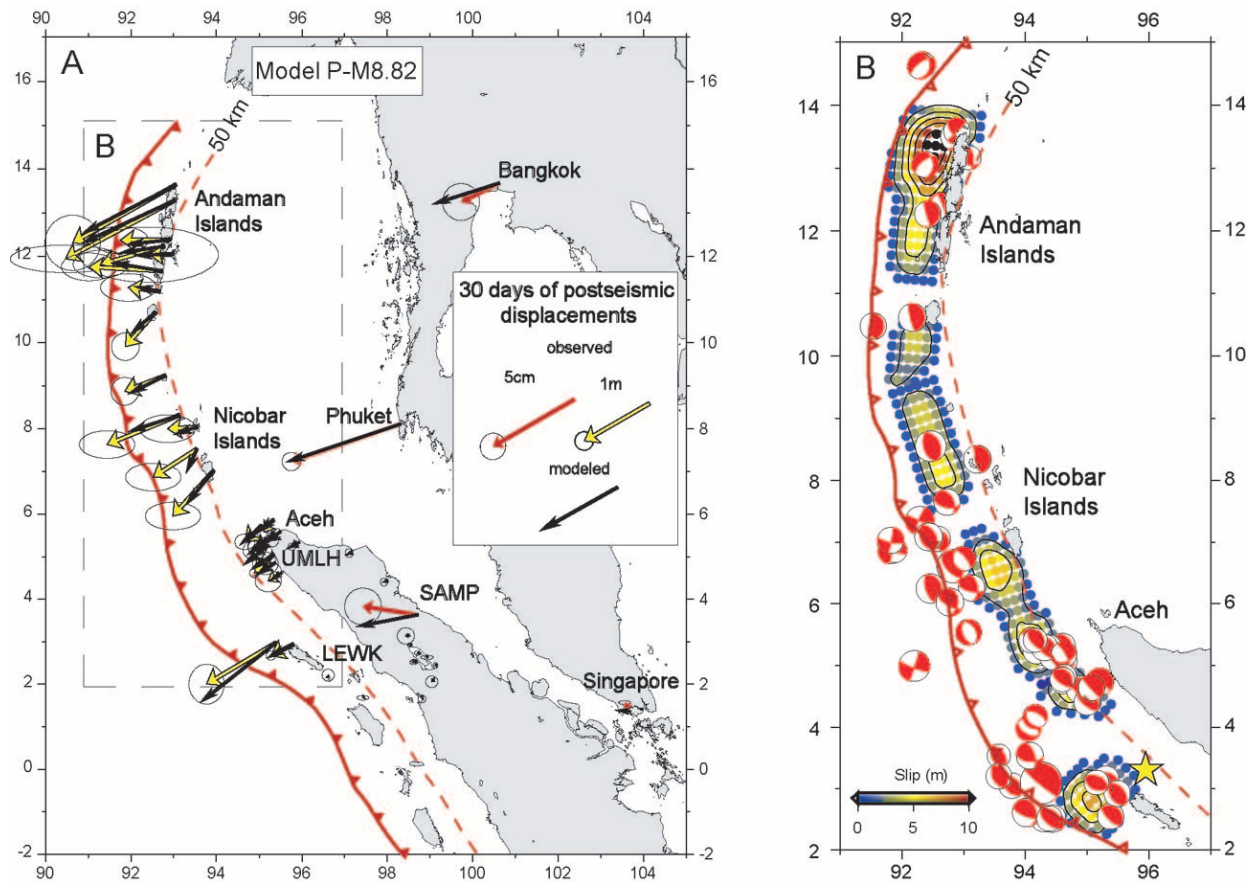 90 92 94 96 98 100 102 104
A
Model P-M8.82
16
16
50 km
B
14
14
Bangkok
Andaman
Islands
12
12
30 days of postseismic
displacements
observed
5cm 1m
modeled
10
10
Nicobar
Islands
Phuket
8
8
6
6
Aceh
UMLH
SAMP
4
4
LEWK
Singapore
2
2
0
0
-2
-2
90 92 94 96 98 100 102 104
92 94 96
B
50 km
14
14
Andaman
Islands
12
12
10
10
Nicobar
Islands
8
8
6
6
Aceh
4
4
Slip (m)
0 5 10
2
2
92 94 96